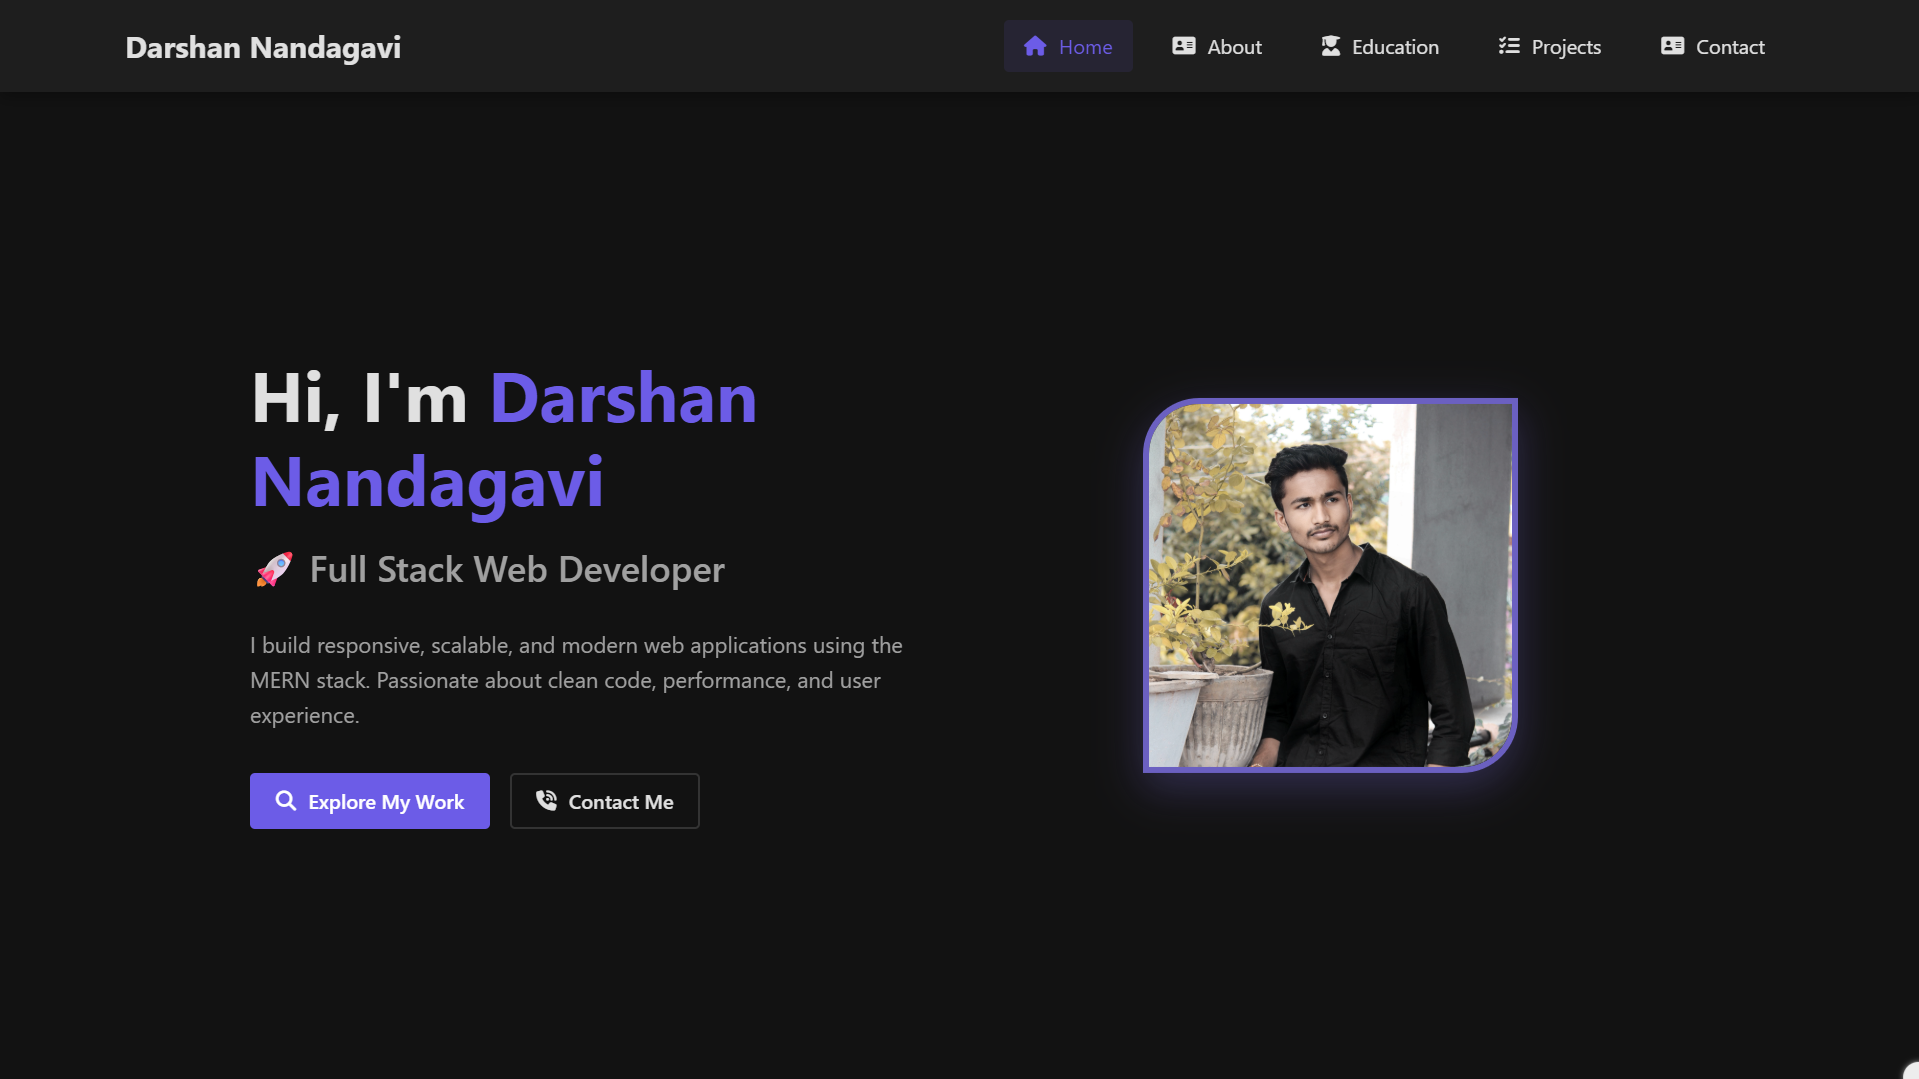 Darshan Nandagavi
Home
About
Education
Projects
Contact
Hi, I'm Darshan
Nandagavi
🚀 Full Stack Web Developer
I build responsive, scalable, and modern web applications using the
MERN stack. Passionate about clean code, performance, and user
experience.
Explore My Work
Contact Me